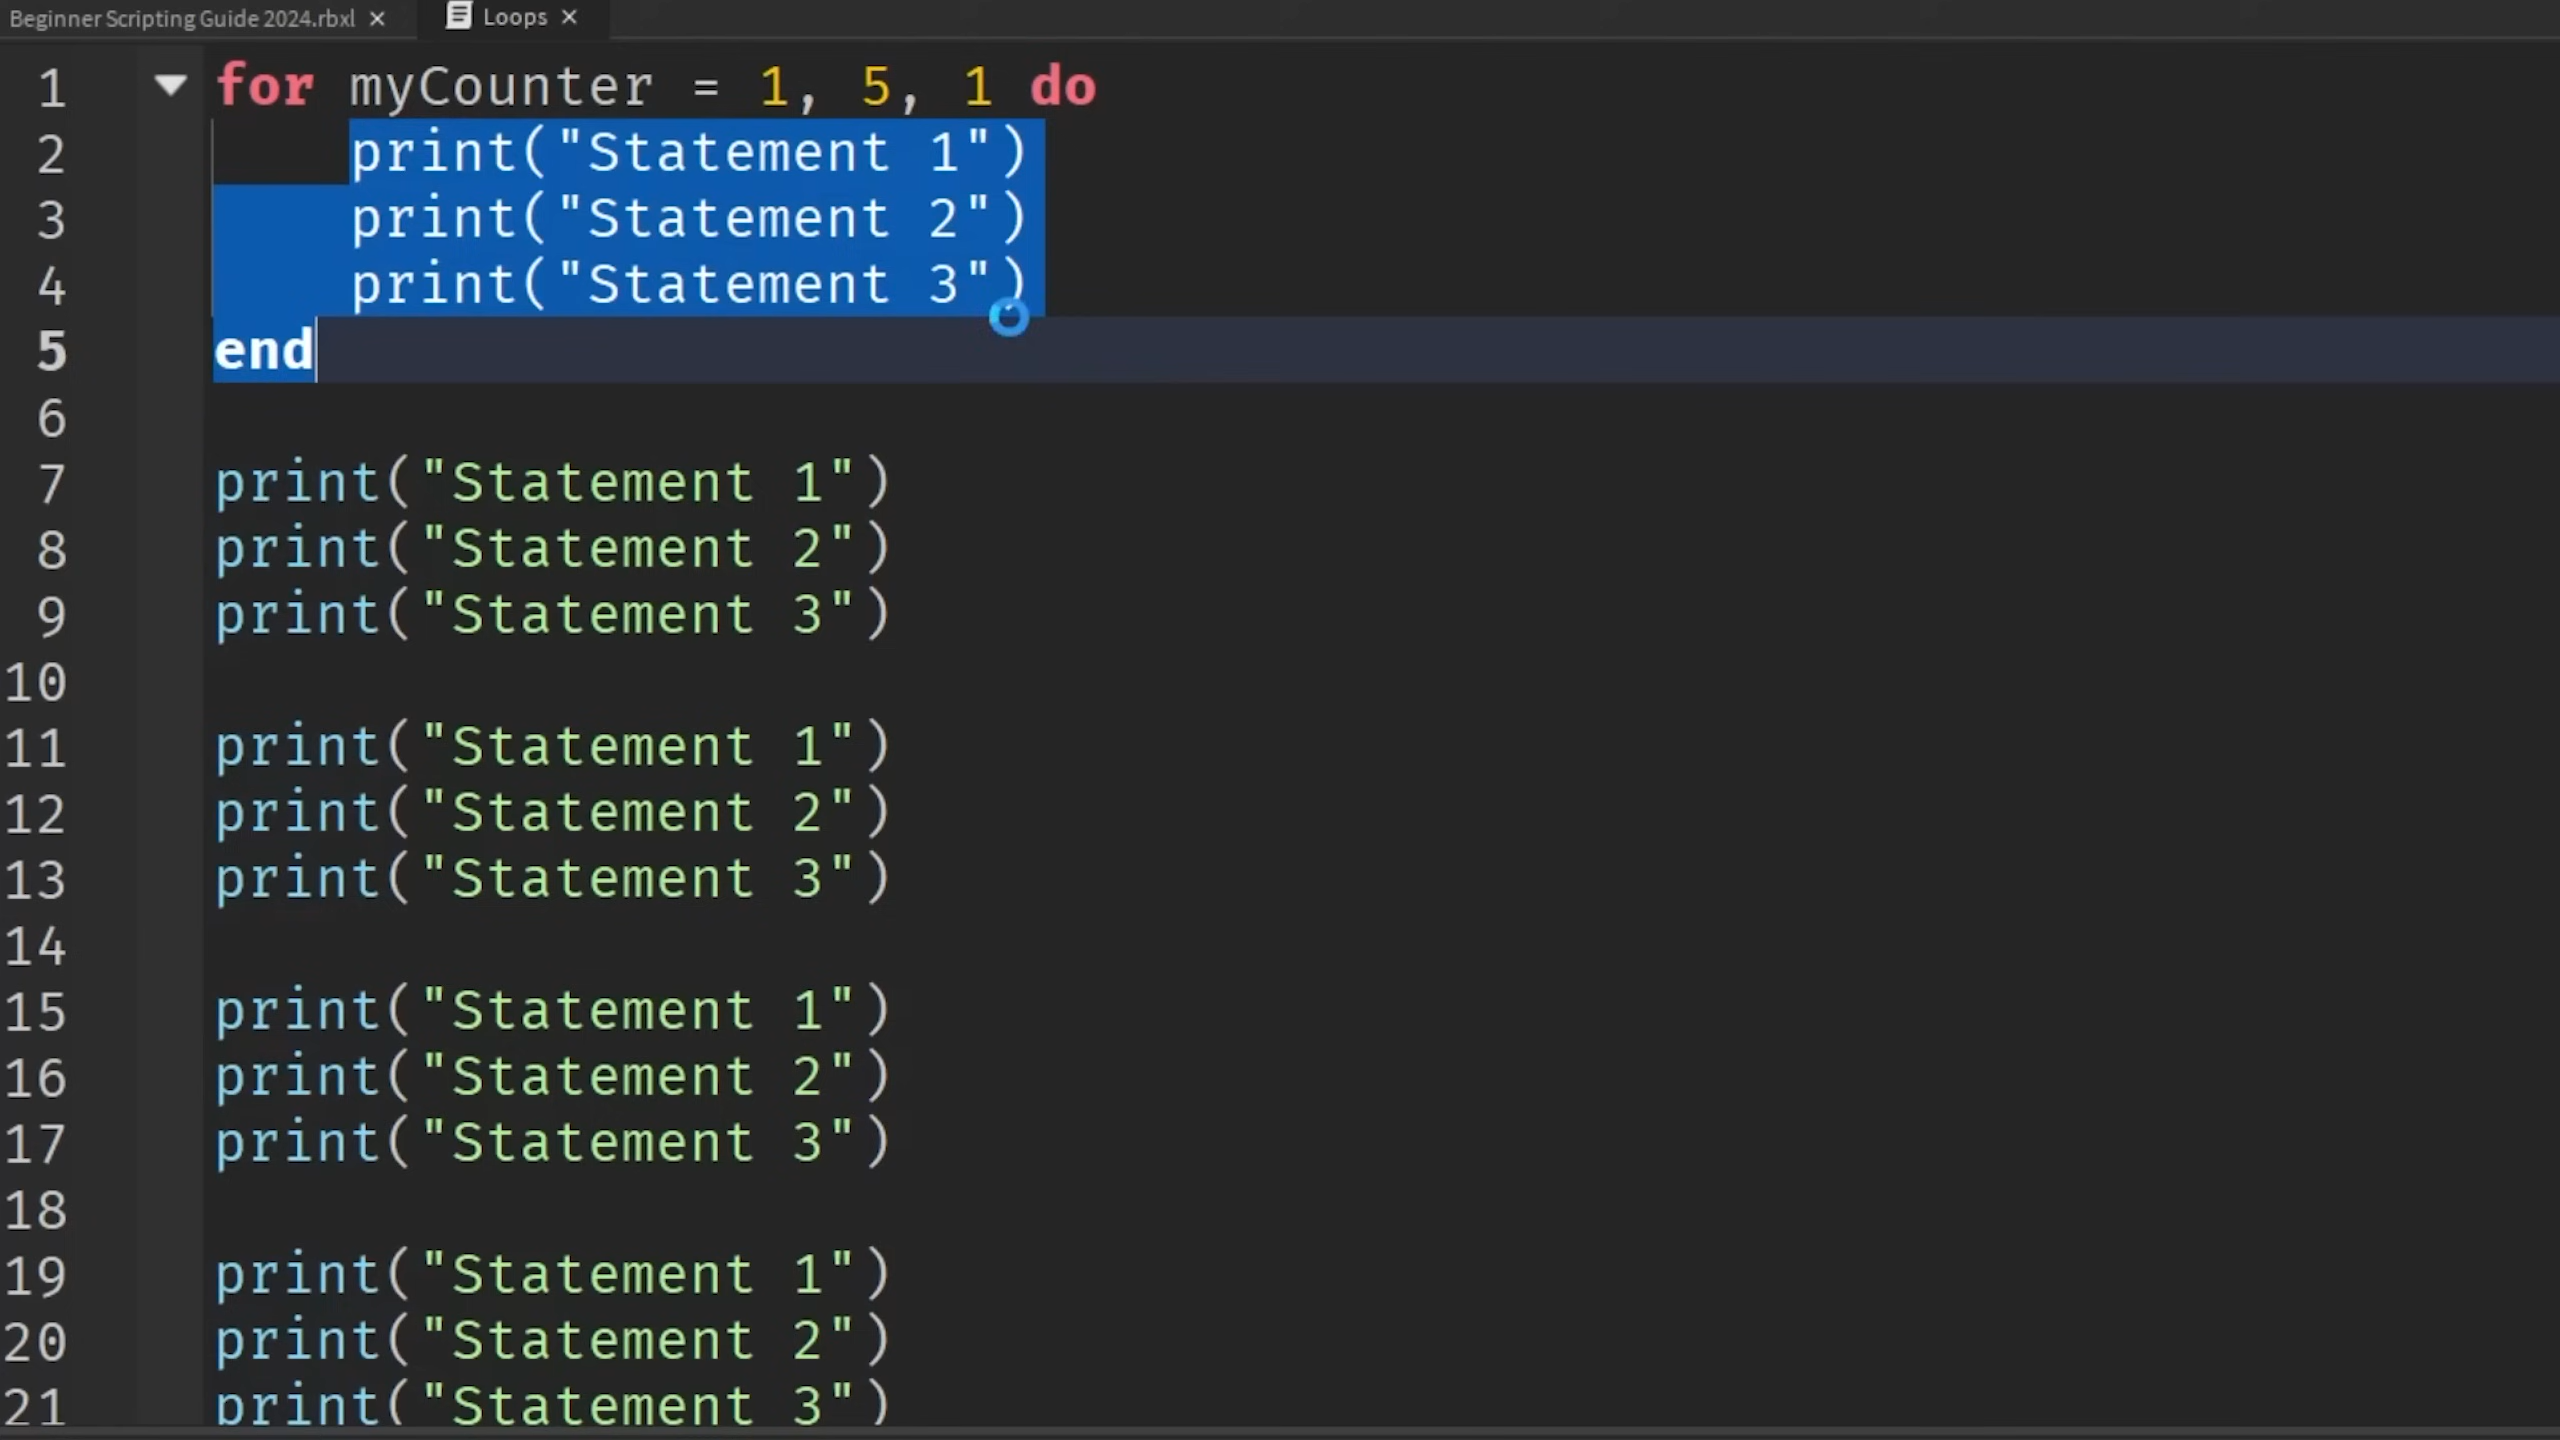 Beginner Scripting Guide 2024.rbxl × Loops ×
1 for myCounter = 1, 5, 1 do
2 print("Statement 1")
3 print("Statement 2")
4 print("Statement 3")
5 end
6
7 print("Statement 1")
8 print("Statement 2")
9 print("Statement 3")
10
11 print("Statement 1")
12 print("Statement 2")
13 print("Statement 3")
14
15 print("Statement 1")
16 print("Statement 2")
17 print("Statement 3")
18
19 print("Statement 1")
20 print("Statement 2")
21 print("Statement 3")